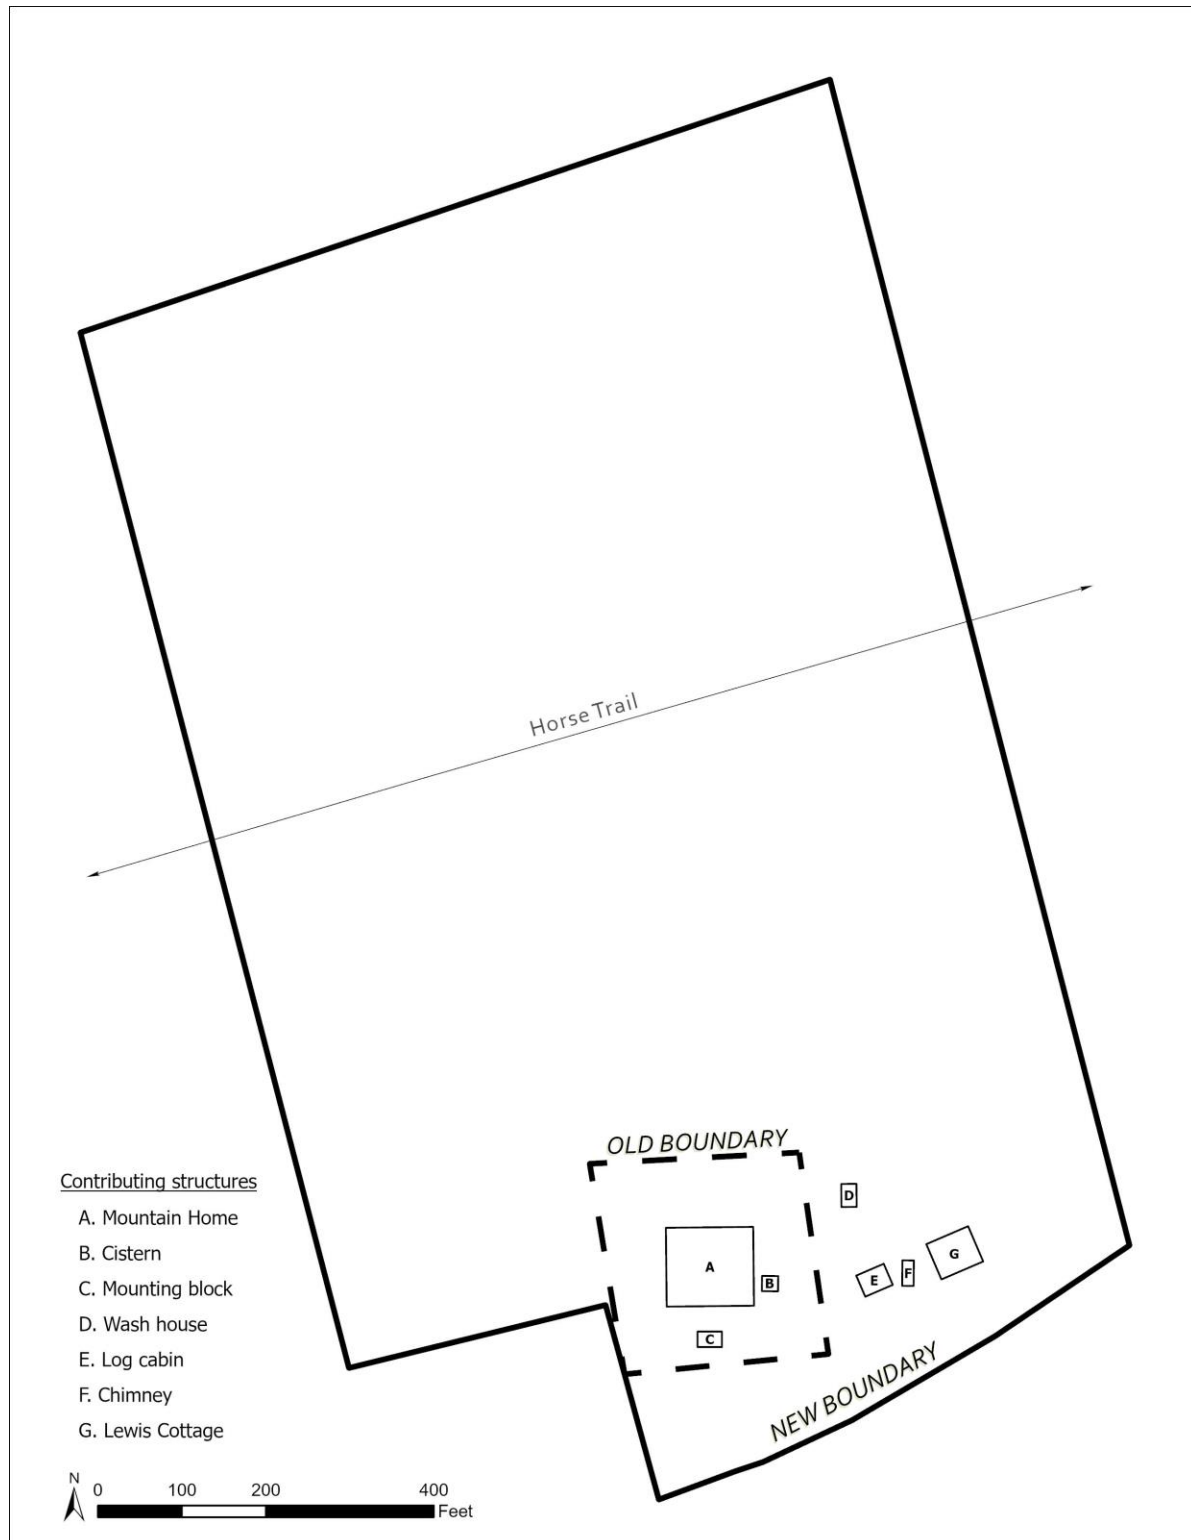 Horse Trail
OLD BOUNDARY
D
A
B
E
F
G
C
NEW BOUNDARY
Contributing structures
A. Mountain Home
B. Cistern
C. Mounting block
D. Wash house
E. Log cabin
F. Chimney
G. Lewis Cottage
N
0 100 200 400
Feet